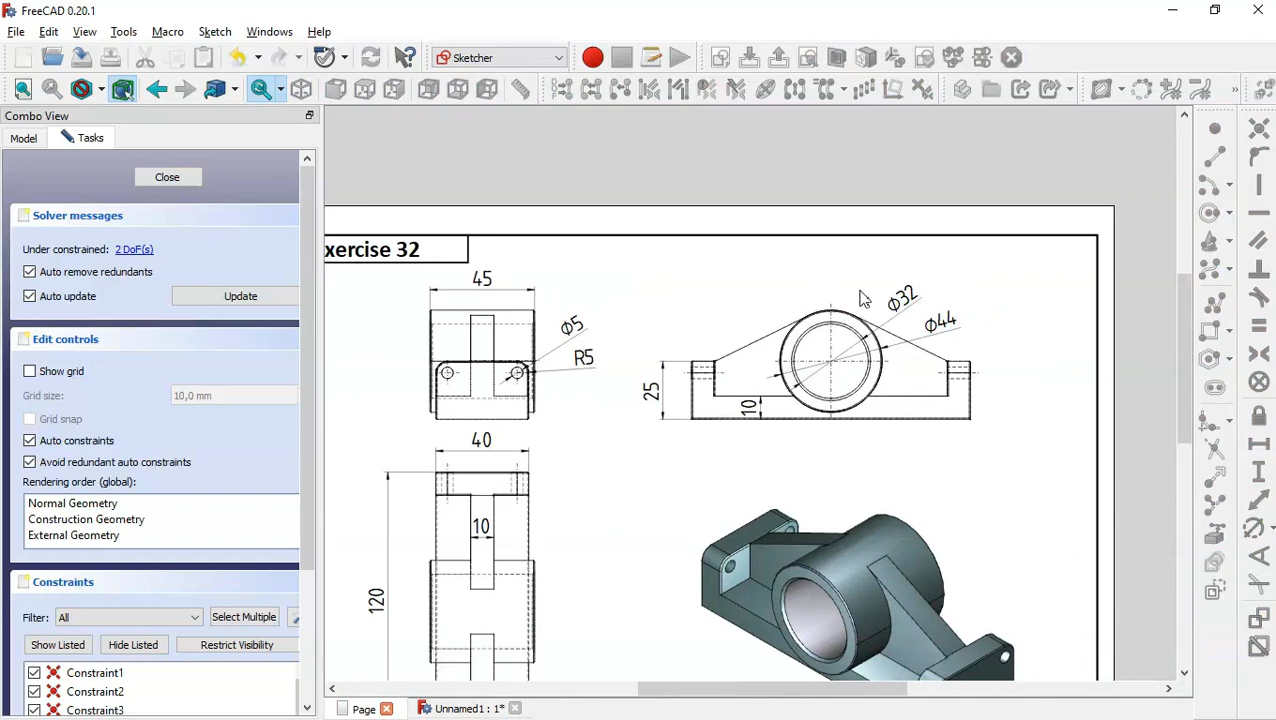 FreeCAD 0.20.1
File Edit View Tools Macro Sketch Windows Help
Sketcher
Combo View
Model Tasks
Close
Solver messages
Under constrained: 2 DoF(s)
Auto remove redundants
Auto update Update
Edit controls
Show grid
Grid size: 10,0 mm
Grid snap
Auto constraints
Avoid redundant auto constraints
Rendering order (global):
Normal Geometry
Construction Geometry
External Geometry
Constraints
Filter: All Select Multiple
Show Listed Hide Listed Restrict Visibility
Constraint1
Constraint2
Constraint3
xercise 32
45
Φ5
R5
Φ32
Φ44
25
10
40
10
120
Page Unnamed1 : 1*